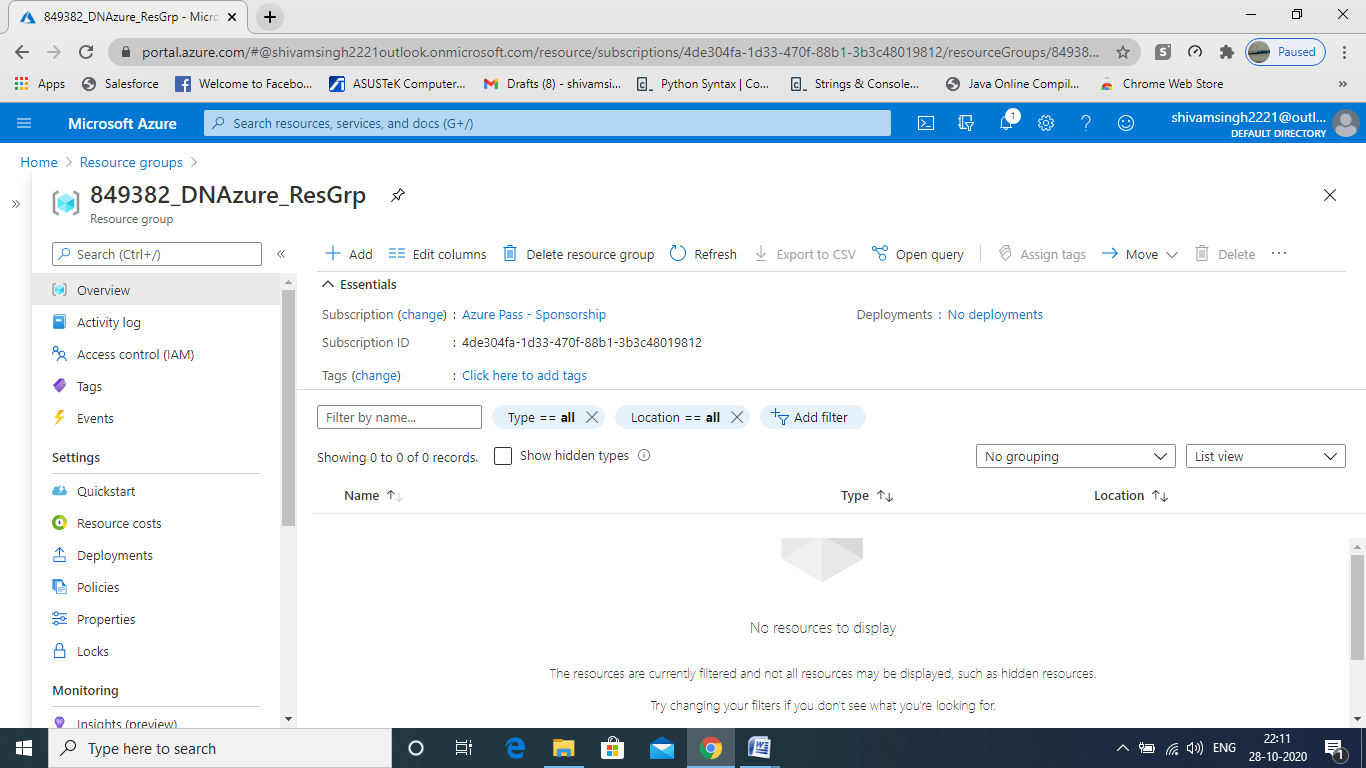 849382_DNAzure_ResGrp - Micro
portal.azure.com/#@shivamsingh2221outlook.onmicrosoft.com/resource/subscriptions/4de304fa-1d33-470f-88b1-3b3c48019812/resourceGroups/84938... Paused
Apps Salesforce Welcome to Facebo... ASUSTeK Computer... Drafts (8) - shivamsi... Python Syntax | Co... Strings & Console... Java Online Compil... Chrome Web Store »
Microsoft Azure Search resources, services, and docs (G+/) 1 shivamsingh2221@outl...
DEFAULT DIRECTORY
Home > Resource groups >
849382_DNAzure_ResGrp
Resource group
Search (Ctrl+/) «
Add Edit columns Delete resource group Refresh Export to CSV Open query Assign tags Move Delete ...
Overview
Activity log
Access control (IAM)
Tags
Events
Settings
Quickstart
Resource costs
Deployments
Policies
Properties
Locks
Monitoring
Insights (preview)
Essentials
Subscription (change) : Azure Pass - Sponsorship Deployments : No deployments
Subscription ID : 4de304fa-1d33-470f-88b1-3b3c48019812
Tags (change) : Click here to add tags
Filter by name... Type == all Location == all Add filter
Showing 0 to 0 of 0 records. Show hidden types No grouping List view
Name Type Location
No resources to display
The resources are currently filtered and not all resources may be displayed, such as hidden resources.
Try changing your filters if you don't see what you're looking for.
Type here to search ENG 22:11
28-10-2020 1